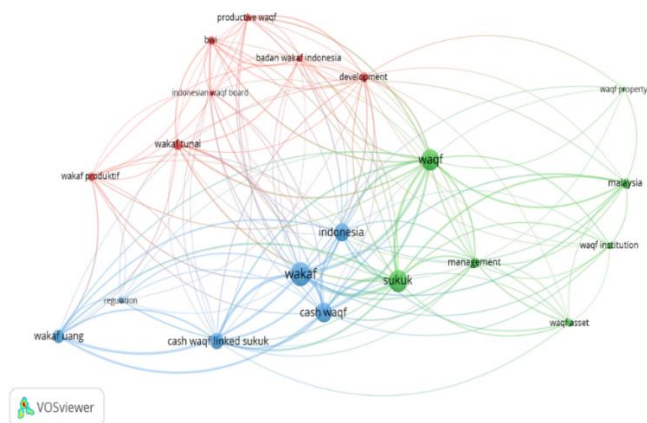 productive waqf
bwi
badan wakaf indonesia
development
indonesian waqf board
waqf property
wakaf tunai
waqf
wakaf produktif
malaysia
indonesia
waqf institution
management
wakaf
sukuk
regulation
cash waqf
waqf asset
wakaf uang
cash waqf linked sukuk
VOSviewer